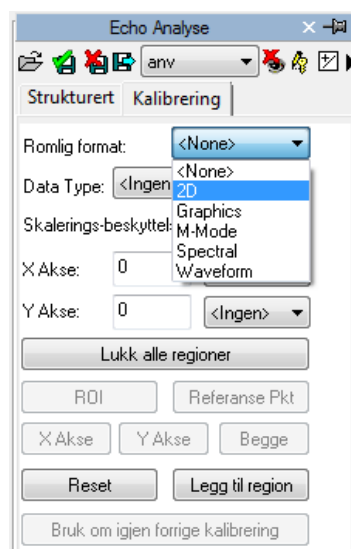 Echo Analyse
anv
Strukturert Kalibrering
Romlig format: <None>
<None>
Data Type: <Ingen
2D
Graphics
Skalerings-beskyttel
M-Mode
Spectral
X Akse: 0
Waveform
Y Akse: 0 <Ingen>
Lukk alle regioner
ROI Referanse Pkt
X Akse Y Akse Begge
Reset Legg til region
Bruk om igjen forrige kalibrering